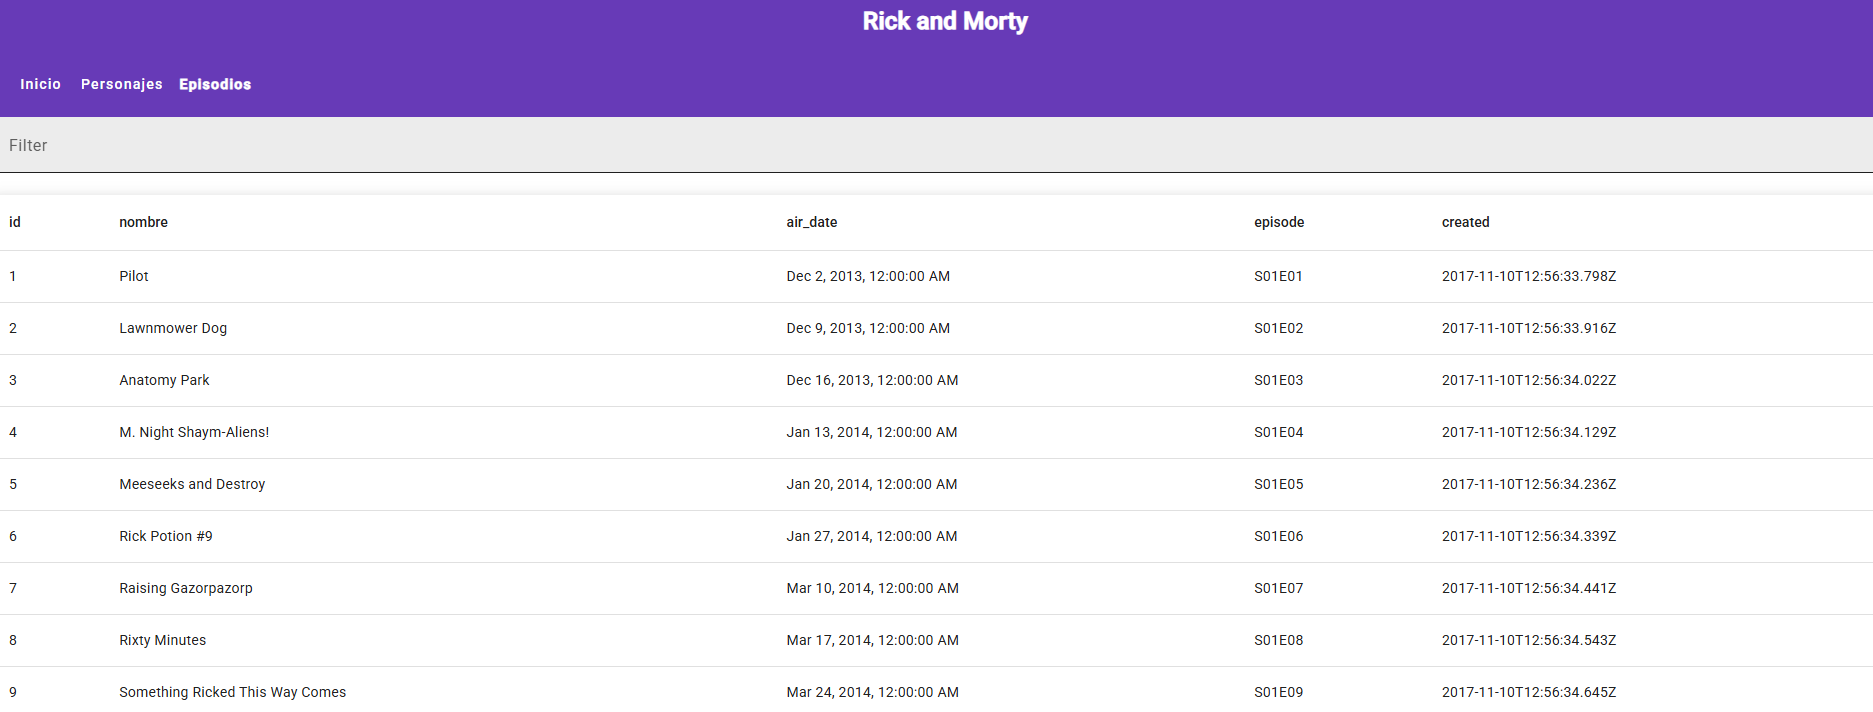 Rick and Morty
Inicio Personajes Episodios
Filter
id nombre air_date episode created
1 Pilot Dec 2, 2013, 12:00:00 AM S01E01 2017-11-10T12:56:33.798Z
2 Lawnmower Dog Dec 9, 2013, 12:00:00 AM S01E02 2017-11-10T12:56:33.916Z
3 Anatomy Park Dec 16, 2013, 12:00:00 AM S01E03 2017-11-10T12:56:34.022Z
4 M. Night Shaym-Aliens! Jan 13, 2014, 12:00:00 AM S01E04 2017-11-10T12:56:34.129Z
5 Meeseeks and Destroy Jan 20, 2014, 12:00:00 AM S01E05 2017-11-10T12:56:34.236Z
6 Rick Potion #9 Jan 27, 2014, 12:00:00 AM S01E06 2017-11-10T12:56:34.339Z
7 Raising Gazorpazorp Mar 10, 2014, 12:00:00 AM S01E07 2017-11-10T12:56:34.441Z
8 Rixty Minutes Mar 17, 2014, 12:00:00 AM S01E08 2017-11-10T12:56:34.543Z
9 Something Ricked This Way Comes Mar 24, 2014, 12:00:00 AM S01E09 2017-11-10T12:56:34.645Z